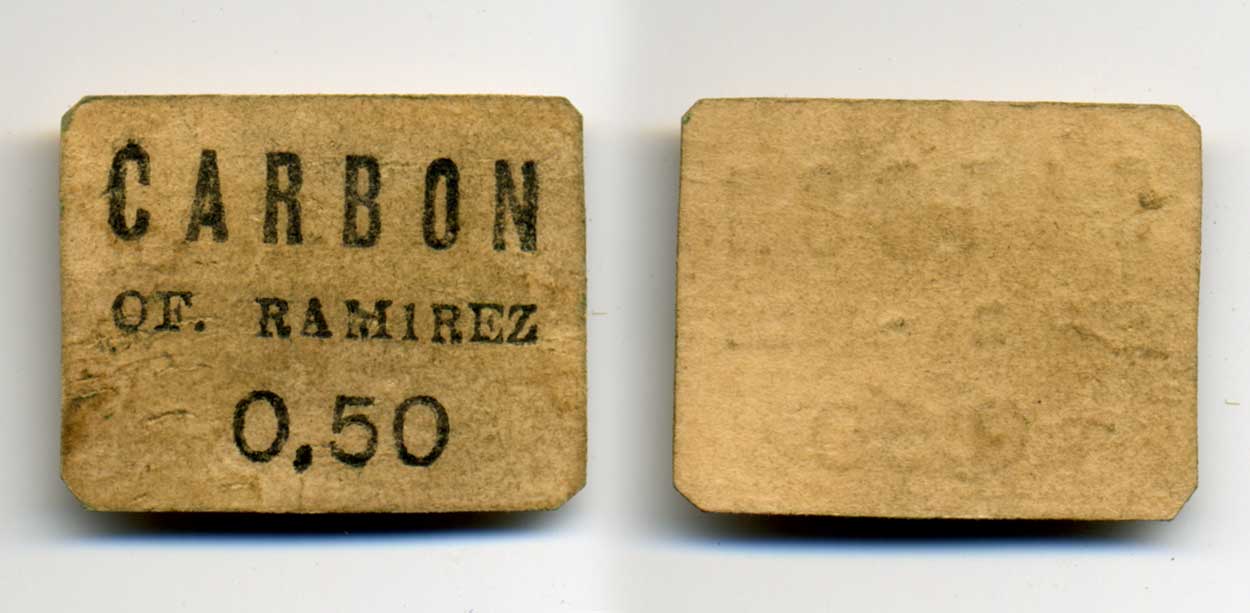 CARBON
OF. RAMIREZ
0,50